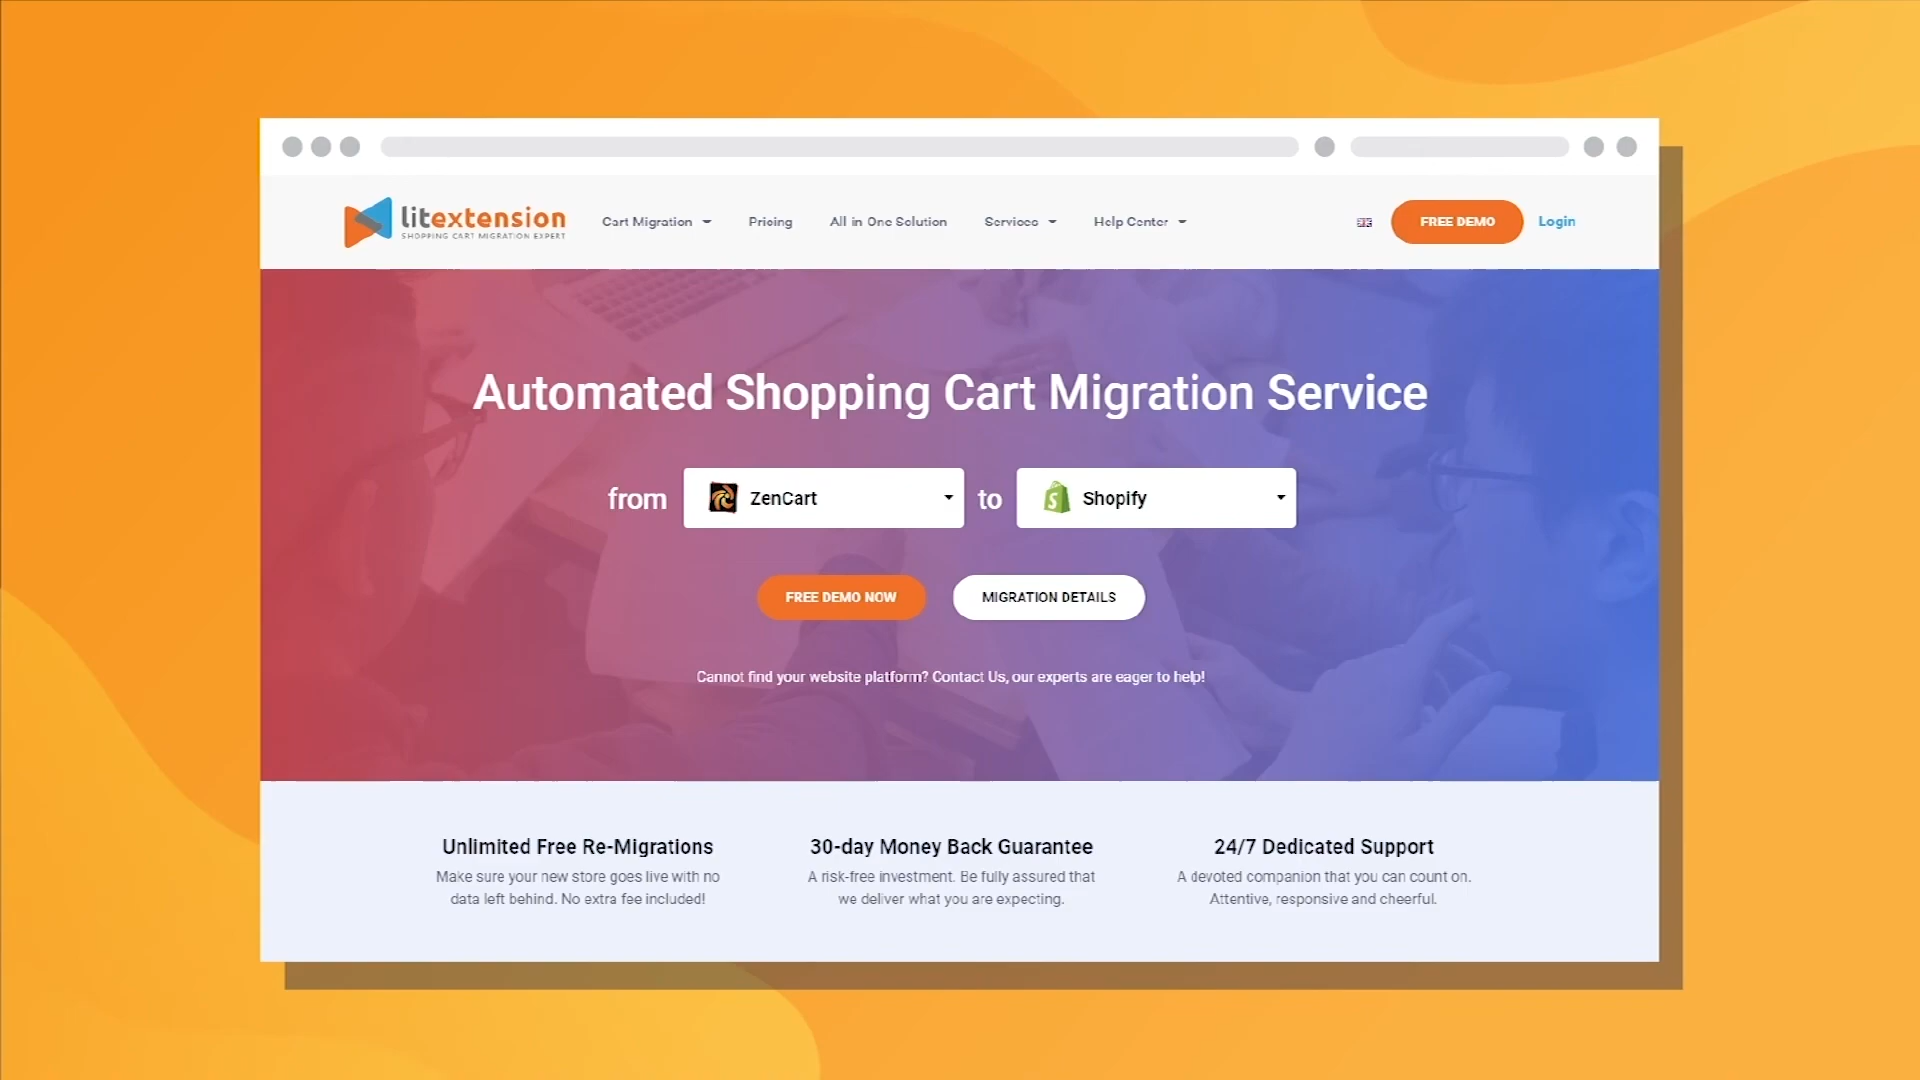 litextension
SHOPPING CART MIGRATION EXPERT
Cart Migration
Pricing
All-in-One Solution
Services
Help Center
FREE DEMO
Login
Automated Shopping Cart Migration Service
from
ZenCart
to
Shopify
FREE DEMO NOW
MIGRATION DETAILS
Cannot find your website platform? Contact Us, our experts are eager to help!
Unlimited Free Re-Migrations
Make sure your new store goes live with no
data left behind. No extra fee included!
30-day Money Back Guarantee
A risk-free investment. Be fully assured that
we deliver what you are expecting.
24/7 Dedicated Support
A devoted companion that you can count on.
Attentive, responsive and cheerful.